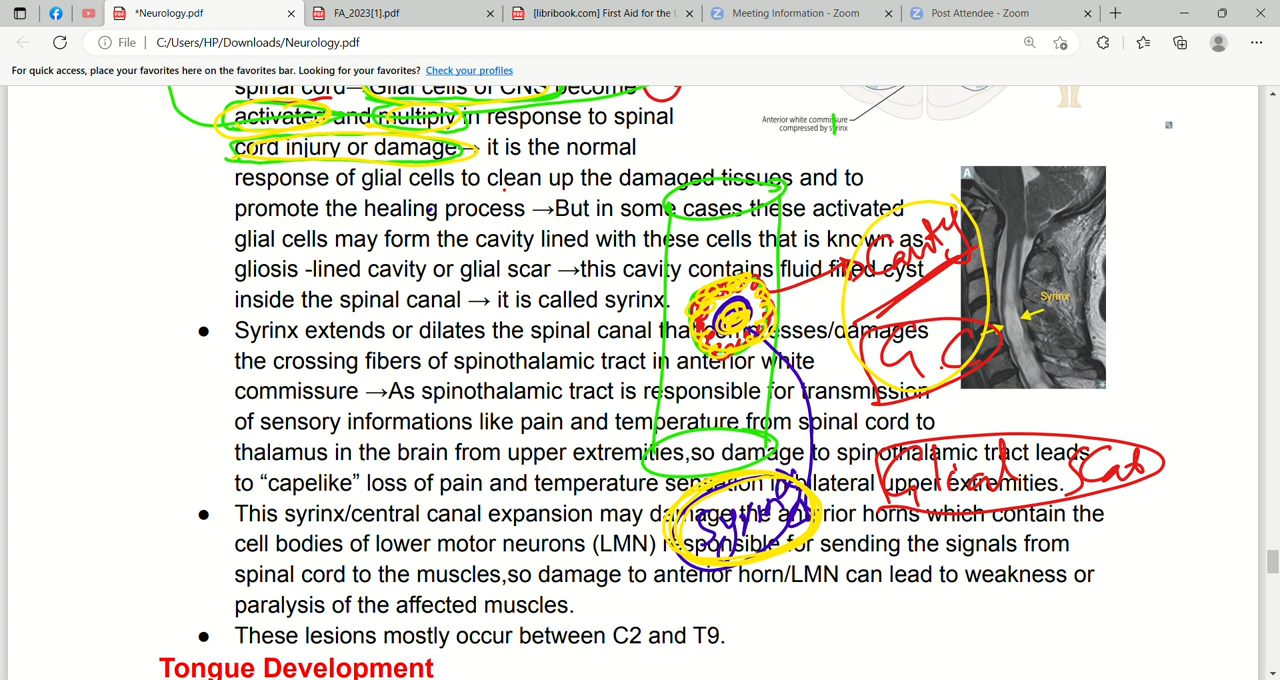 *Neurology.pdf
FA_2023[1].pdf
[libribook.com] First Aid for the U
Meeting Information - Zoom
Post Attendee - Zoom
File
C:/Users/HP/Downloads/Neurology.pdf
For quick access, place your favorites here on the favorites bar. Looking for your favorites? Check your profiles
spinal cord→ Glial cells of CNS become
activated and multiply in response to spinal
cord injury or damage→ it is the normal
response of glial cells to clean up the damaged tissues and to
promote the healing process →But in some cases these activated
glial cells may form the cavity lined with these cells that is known as
gliosis -lined cavity or glial scar →this cavity contains fluid filled cyst
inside the spinal canal → it is called syrinx.
● Syrinx extends or dilates the spinal canal that compresses/damages
the crossing fibers of spinothalamic tract in anterior white
commissure →As spinothalamic tract is responsible for transmission
of sensory informations like pain and temperature from spinal cord to
thalamus in the brain from upper extremities,so damage to spinothalamic tract leads
to “capelike” loss of pain and temperature sensation in bilateral upper extremities.
● This syrinx/central canal expansion may damage the anterior horns which contain the
cell bodies of lower motor neurons (LMN) responsible for sending the signals from
spinal cord to the muscles,so damage to anterior horn/LMN can lead to weakness or
paralysis of the affected muscles.
● These lesions mostly occur between C2 and T9.
Tongue Development
Anterior white commissure
compressed by syrinx
A
Syrinx
Cavity
G.C
Glial Scar
Syrinx